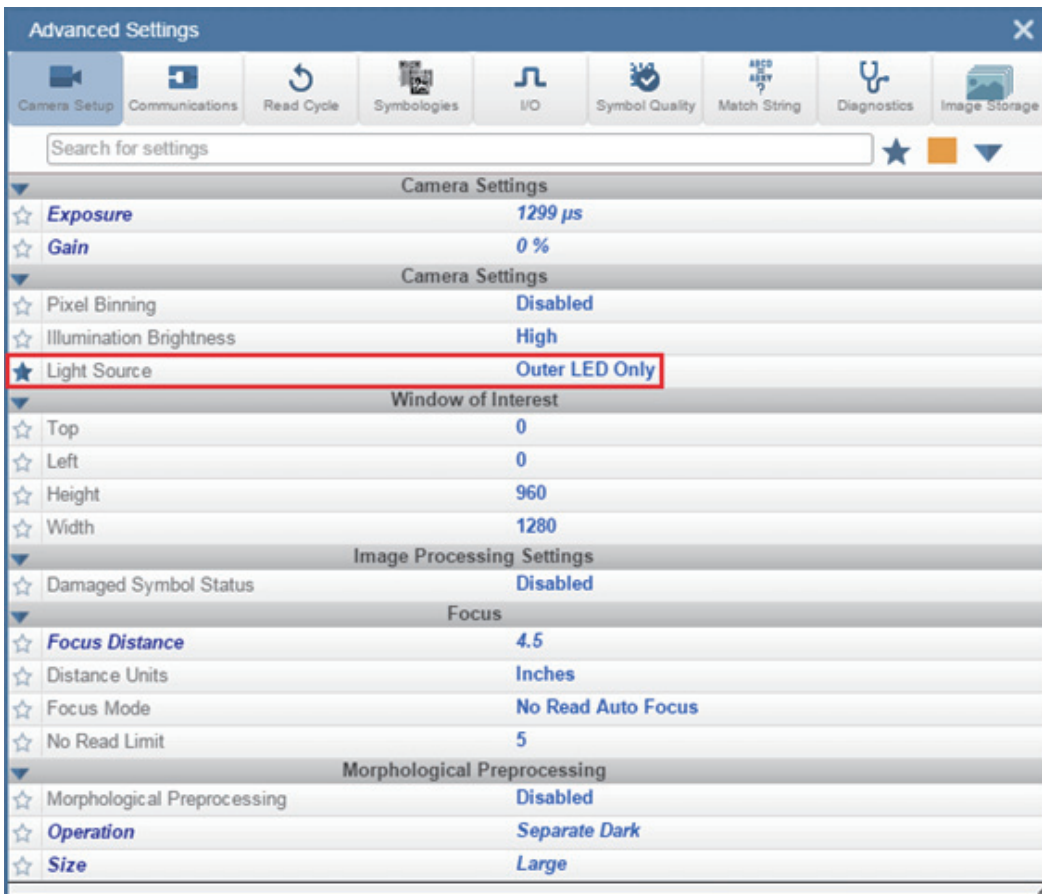 Advanced Settings
Camera Setup Communications Read Cycle Symbologies I/O Symbol Quality Match String Diagnostics Image Storage
Search for settings
Camera Settings
Exposure 1299 µs
Gain 0 %
Camera Settings
Pixel Binning Disabled
Illumination Brightness High
Light Source Outer LED Only
Window of Interest
Top 0
Left 0
Height 960
Width 1280
Image Processing Settings
Damaged Symbol Status Disabled
Focus
Focus Distance 4.5
Distance Units Inches
Focus Mode No Read Auto Focus
No Read Limit 5
Morphological Preprocessing
Morphological Preprocessing Disabled
Operation Separate Dark
Size Large